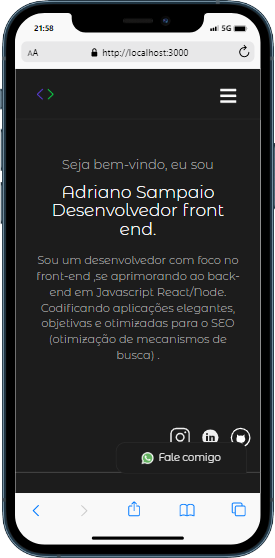 21:58
5G
AA http://localhost:3000
< >
Seja bem-vindo, eu sou
Adriano Sampaio
Desenvolvedor front
end.
Sou um desenvolvedor com foco no
front-end ,se aprimorando ao back-
end em Javascript React/Node.
Codificando aplicações elegantes,
objetivas e otimizadas para o SEO
(otimização de mecanismos de
busca) .
in
Fale comigo